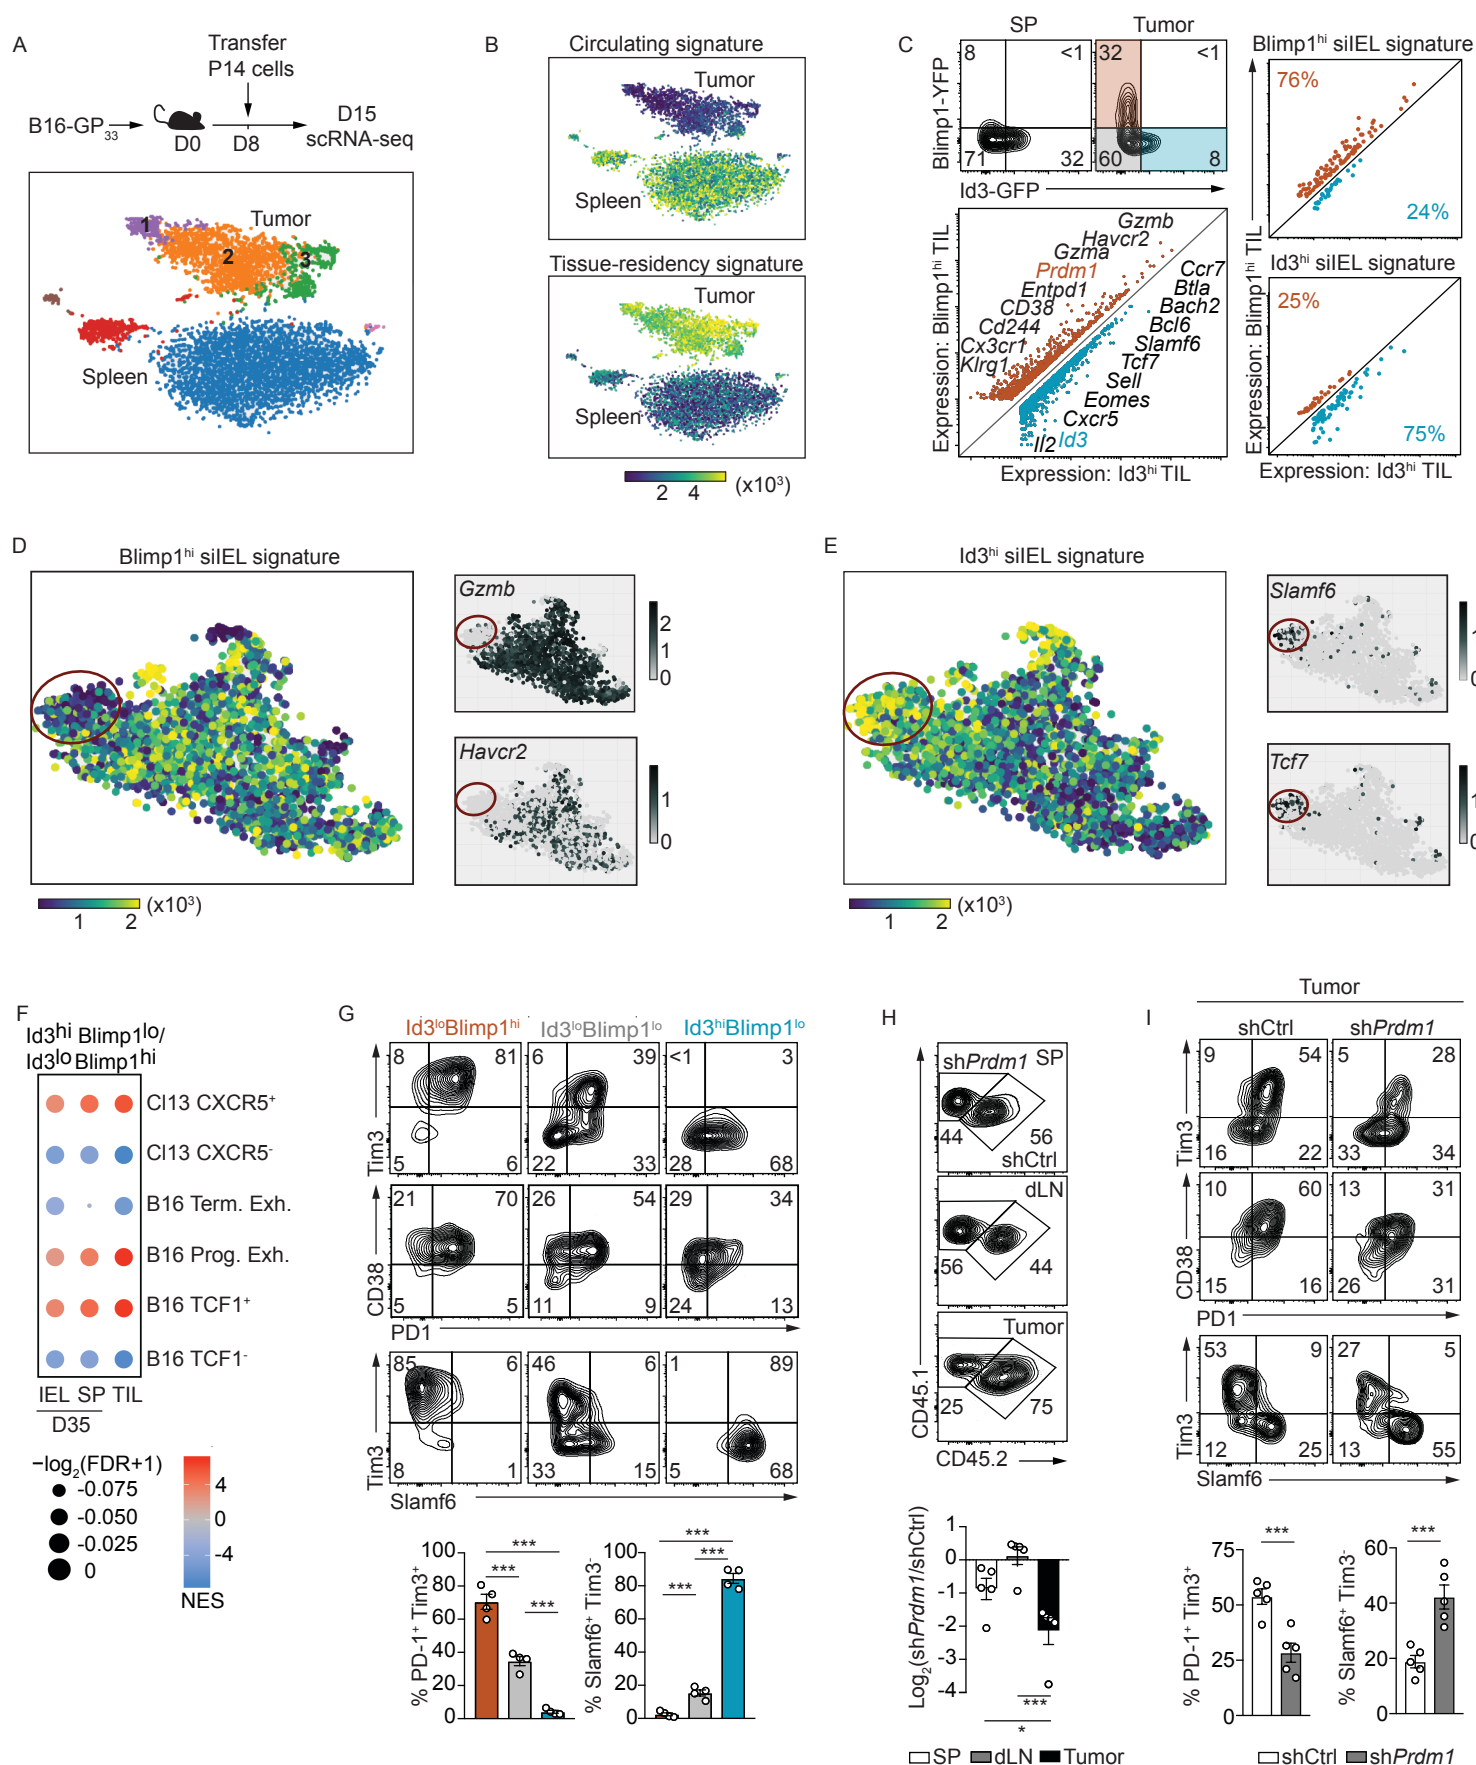 A
Transfer
P14 cells
B16-GP33
D0
D8
D15
scRNA-seq
1
2
3
Tumor
Spleen
B
Circulating signature
Tumor
Spleen
Tissue-residency signature
Tumor
Spleen
2 4 (x10³)
C
SP
Tumor
8 <1
71 32
32 <1
60 8
Blimp1-YFP
Id3-GFP
Expression: Blimp1hi TIL
Gzmb
Havcr2
Gzma
Prdm1
Entpd1
CD38
Cd244
Cx3cr1
Klrg1
Ccr7
Btla
Bach2
Bcl6
Slamf6
Tcf7
Sell
Eomes
Cxcr5
Il2 Id3
Expression: Id3hi TIL
Blimp1hi siIEL signature
76%
24%
Id3hi siIEL signature
25%
75%
Expression: Blimp1hi TIL
Expression: Id3hi TIL
D
Blimp1hi siIEL signature
1 2 (x10³)
Gzmb
2
1
0
Havcr2
1
0
E
Id3hi siIEL signature
1 2 (x10³)
Slamf6
1
0
Tcf7
1
0
F
Id3hi Blimp1lo/
Id3lo Blimp1hi
Cl13 CXCR5+
Cl13 CXCR5-
B16 Term. Exh.
B16 Prog. Exh.
B16 TCF1+
B16 TCF1-
IEL SP TIL
D35
−log2(FDR+1)
-0.075
-0.050
-0.025
0
4
0
-4
NES
G
Id3loBlimp1hi
Id3loBlimp1lo
Id3hiBlimp1lo
Tim3
8 81
5 6
6 39
22 33
<1 3
28 68
CD38
21 70
5 5
26 54
11 9
29 34
24 13
PD1
Tim3
85 6
8 1
46 6
33 15
1 89
5 68
Slamf6
% PD-1+ Tim3+
100
80
60
40
20
0
***
***
***
% Slamf6+ Tim3-
100
80
60
40
20
0
***
***
***
H
shPrdm1 SP
44 56
shCtrl
dLN
56 44
Tumor
25 75
CD45.1
CD45.2
Log2(shPrdm1/shCtrl)
1
0
-1
-2
-3
-4
***
*
SP dLN Tumor
I
Tumor
shCtrl shPrdm1
Tim3
9 54
16 22
5 28
33 34
CD38
10 60
15 16
13 31
26 31
PD1
Tim3
53 9
12 25
27 5
13 55
Slamf6
% PD-1+ Tim3+
75
50
25
0
***
% Slamf6+ Tim3-
60
40
20
0
***
shCtrl shPrdm1